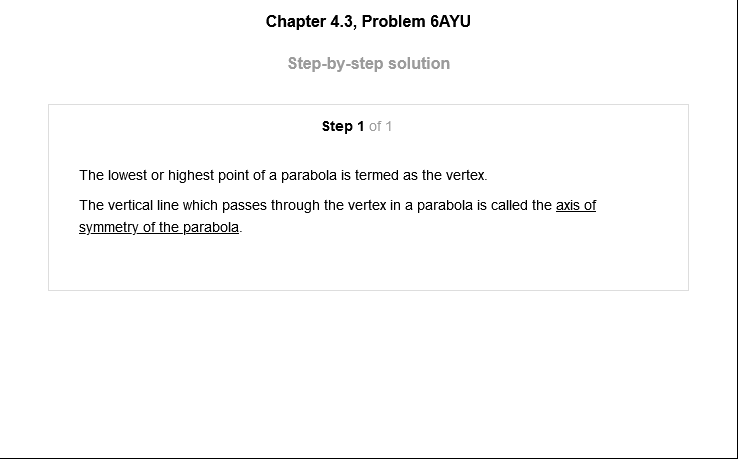 Chapter 4.3, Problem 6AYU
Step-by-step solution
Step 1 of 1
The lowest or highest point of a parabola is termed as the vertex.
The vertical line which passes through the vertex in a parabola is called the axis of
symmetry of the parabola.